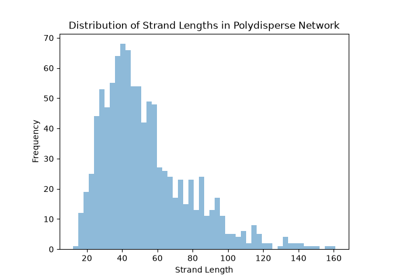 Distribution of Strand Lengths in Polydisperse Network
Frequency
70
60
50
40
30
20
10
0
20 40 60 80 100 120 140 160
Strand Length